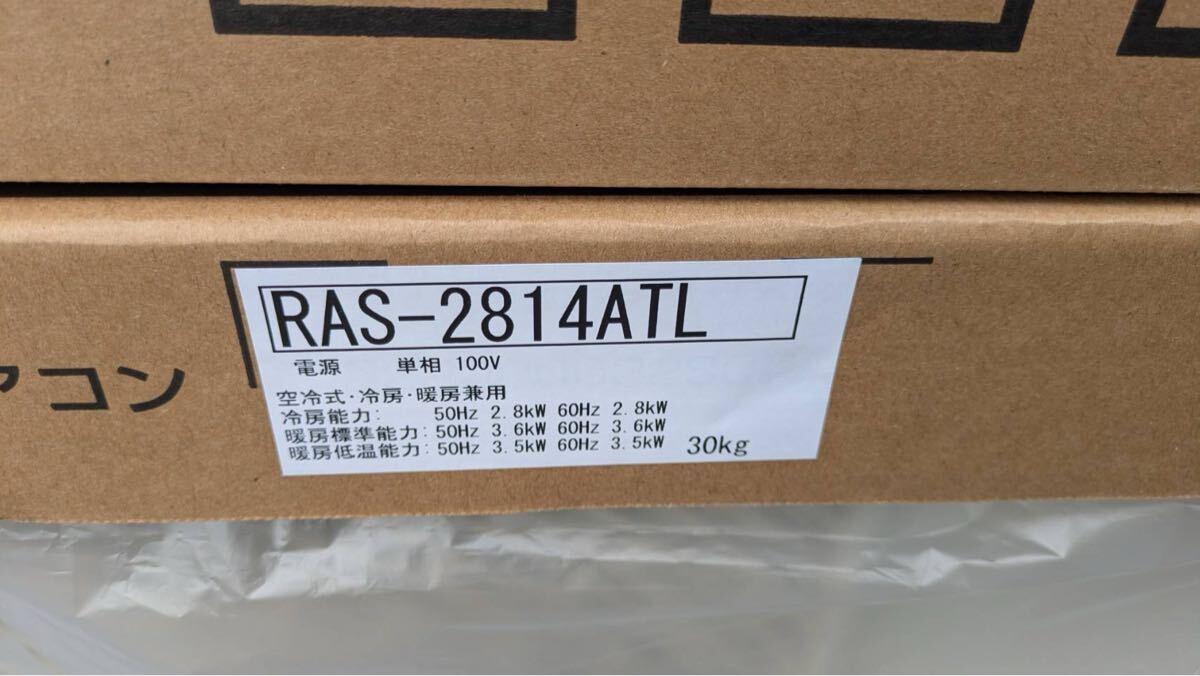 RAS-2814ATL
電源 単相 100V
空冷式・冷房・暖房兼用
冷房能力: 50Hz 2.8kW 60Hz 2.8kW
暖房標準能力: 50Hz 3.6kW 60Hz 3.6kW
暖房低温能力: 50Hz 3.5kW 60Hz 3.5kW 30kg
アコン